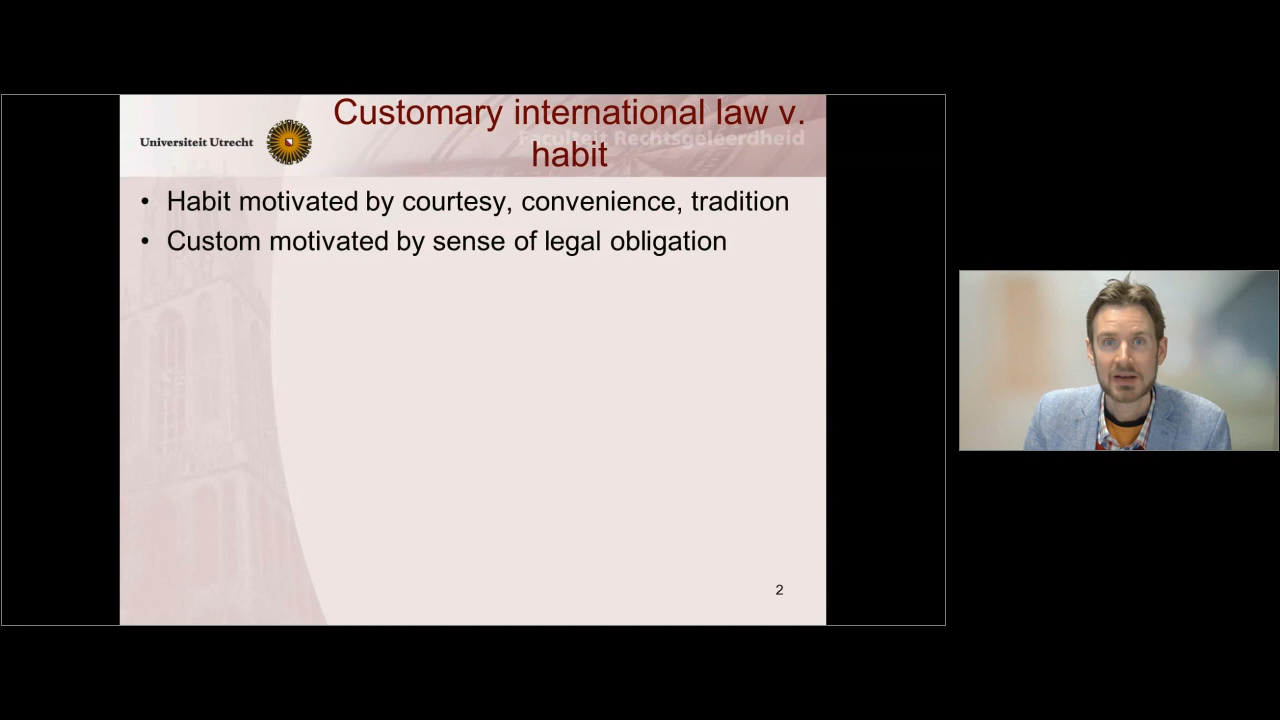 Customary international law v.
habit
Universiteit Utrecht
Faculteit Rechtsgeleerdheid
• Habit motivated by courtesy, convenience, tradition
• Custom motivated by sense of legal obligation
2